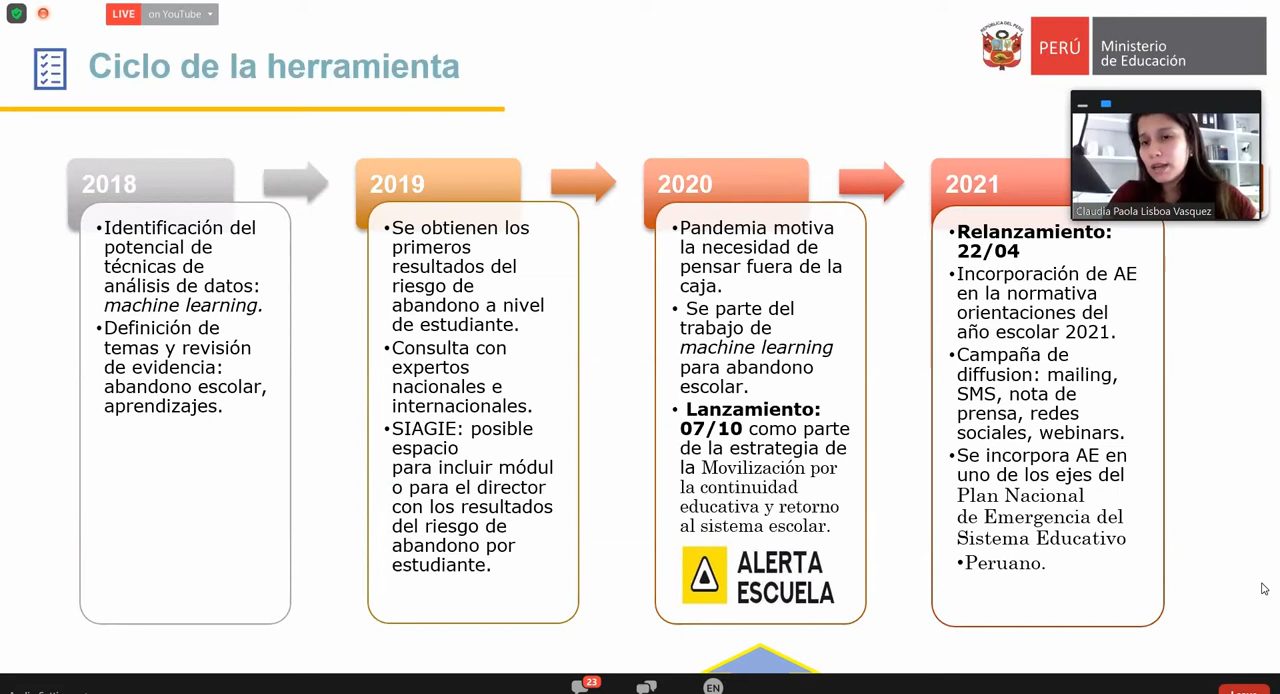 LIVE on YouTube
Ciclo de la herramienta
REPÚBLICA DEL PERÚ
PERÚ
Ministerio
de Educación
Claudia Paola Lisboa Vasquez
2018
•Identificación del
potencial de
técnicas de
análisis de datos:
machine learning.
•Definición de
temas y revisión
de evidencia:
abandono escolar,
aprendizajes.
2019
•Se obtienen los
primeros
resultados del
riesgo de
abandono a nivel
de estudiante.
•Consulta con
expertos
nacionales e
internacionales.
•SIAGIE: posible
espacio
para incluir módul
o para el director
con los resultados
del riesgo de
abandono por
estudiante.
2020
•Pandemia motiva
la necesidad de
pensar fuera de la
caja.
• Se parte del
trabajo de
machine learning
para abandono
escolar.
• Lanzamiento:
07/10 como parte
de la estrategia de
la Movilización por
la continuidad
educativa y retorno
al sistema escolar.
ALERTA
ESCUELA
2021
•Relanzamiento:
22/04
•Incorporación de AE
en la normativa
orientaciones del
año escolar 2021.
•Campaña de
diffusion: mailing,
SMS, nota de
prensa, redes
sociales, webinars.
•Se incorpora AE en
uno de los ejes del
Plan Nacional
de Emergencia del
Sistema Educativo
•Peruano.
23
EN